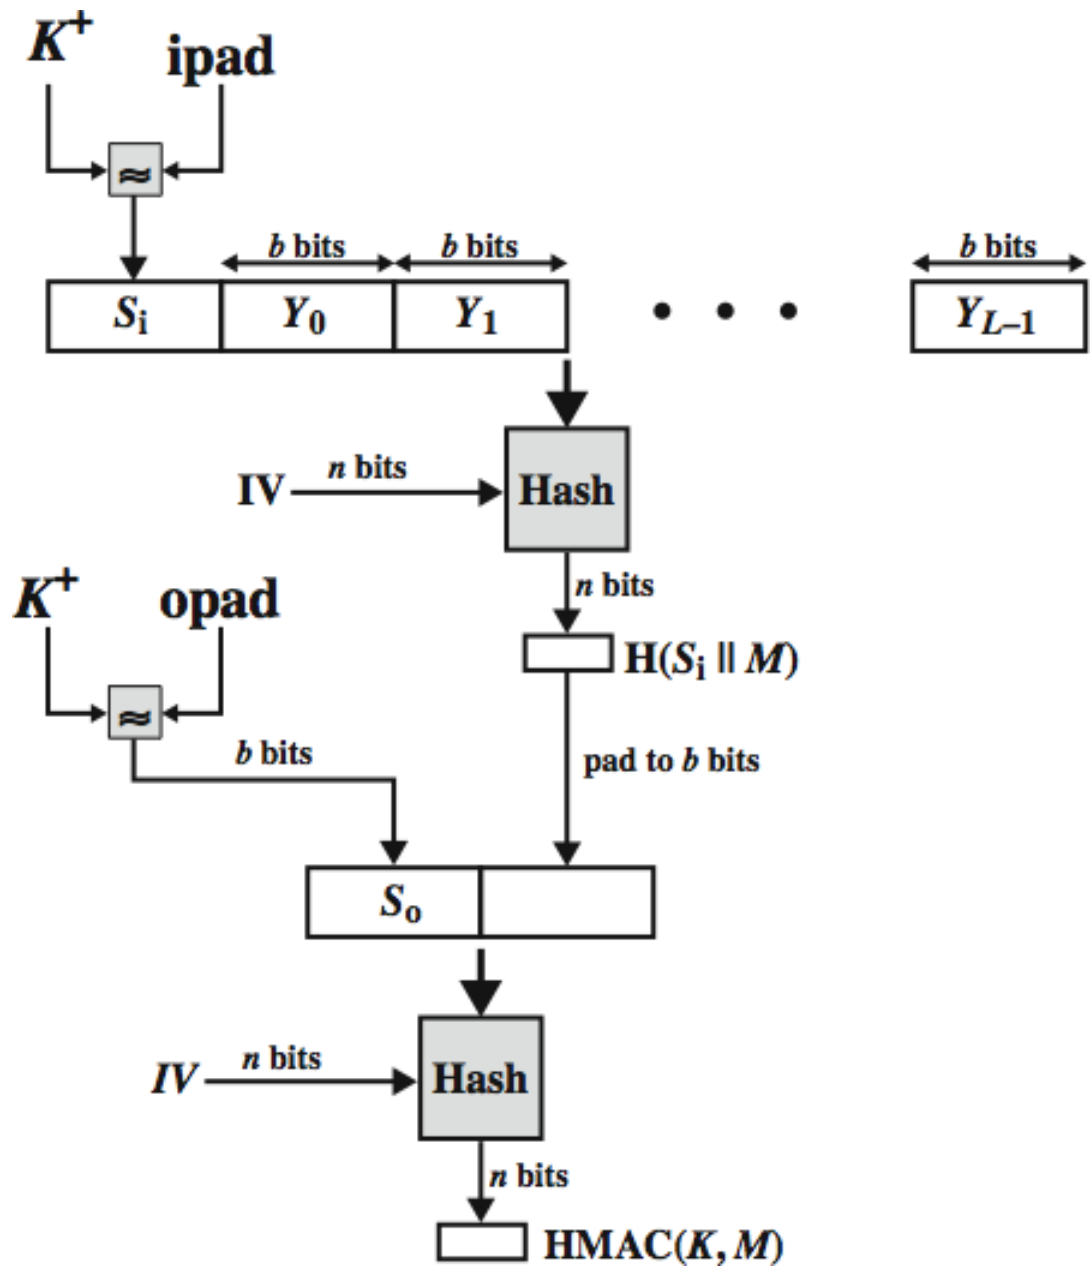 K⁺ ipad
≈
b bits b bits b bits
Sᵢ Y₀ Y₁ • • • Y_L–1
IV n bits Hash
n bits
K⁺ opad
H(Sᵢ || M)
≈
b bits pad to b bits
Sₒ
IV n bits Hash
n bits
HMAC(K, M)